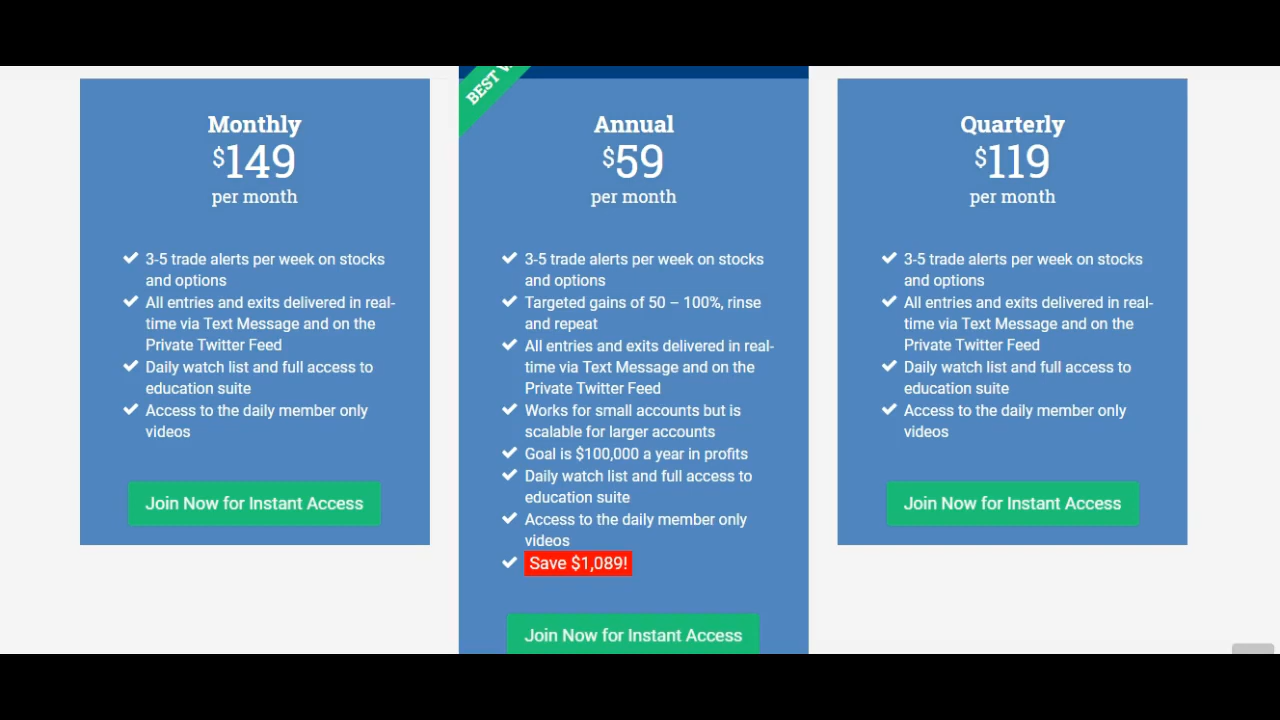 Monthly
$149
per month
3-5 trade alerts per week on stocks
and options
All entries and exits delivered in real-
time via Text Message and on the
Private Twitter Feed
Daily watch list and full access to
education suite
Access to the daily member only
videos
Join Now for Instant Access
BEST
Annual
$59
per month
3-5 trade alerts per week on stocks
and options
Targeted gains of 50 – 100%, rinse
and repeat
All entries and exits delivered in real-
time via Text Message and on the
Private Twitter Feed
Works for small accounts but is
scalable for larger accounts
Goal is $100,000 a year in profits
Daily watch list and full access to
education suite
Access to the daily member only
videos
Save $1,089!
Join Now for Instant Access
Quarterly
$119
per month
3-5 trade alerts per week on stocks
and options
All entries and exits delivered in real-
time via Text Message and on the
Private Twitter Feed
Daily watch list and full access to
education suite
Access to the daily member only
videos
Join Now for Instant Access